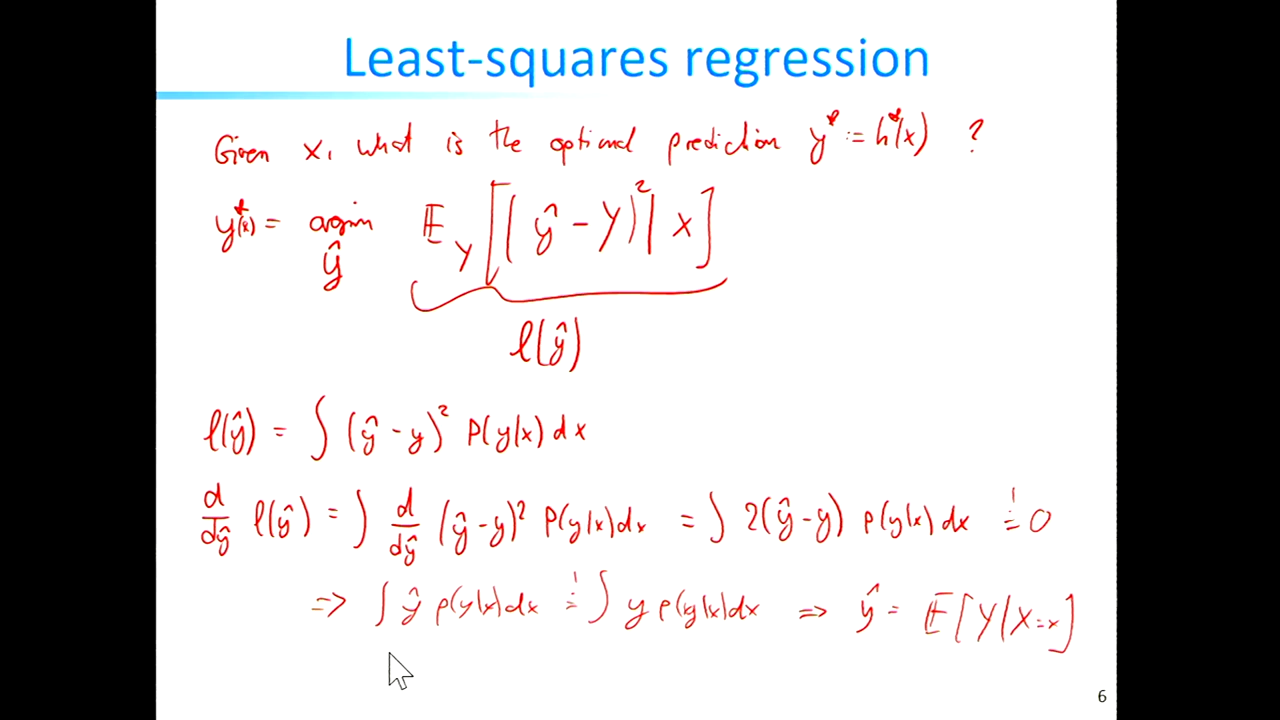 Least-squares regression
Given x, what is the optimal prediction y* := h*(x) ?
y*(x) = argmin_ŷ 𝔼_Y [(ŷ - Y)² | x]
l(ŷ)
l(ŷ) = ∫ (ŷ - y)² p(y|x) dx
d/dŷ l(ŷ) = ∫ d/dŷ (ŷ - y)² p(y|x) dx = ∫ 2(ŷ - y) p(y|x) dx =! 0
=> ∫ ŷ p(y|x) dx =! ∫ y p(y|x) dx => ŷ = 𝔼[Y|X=x]
6